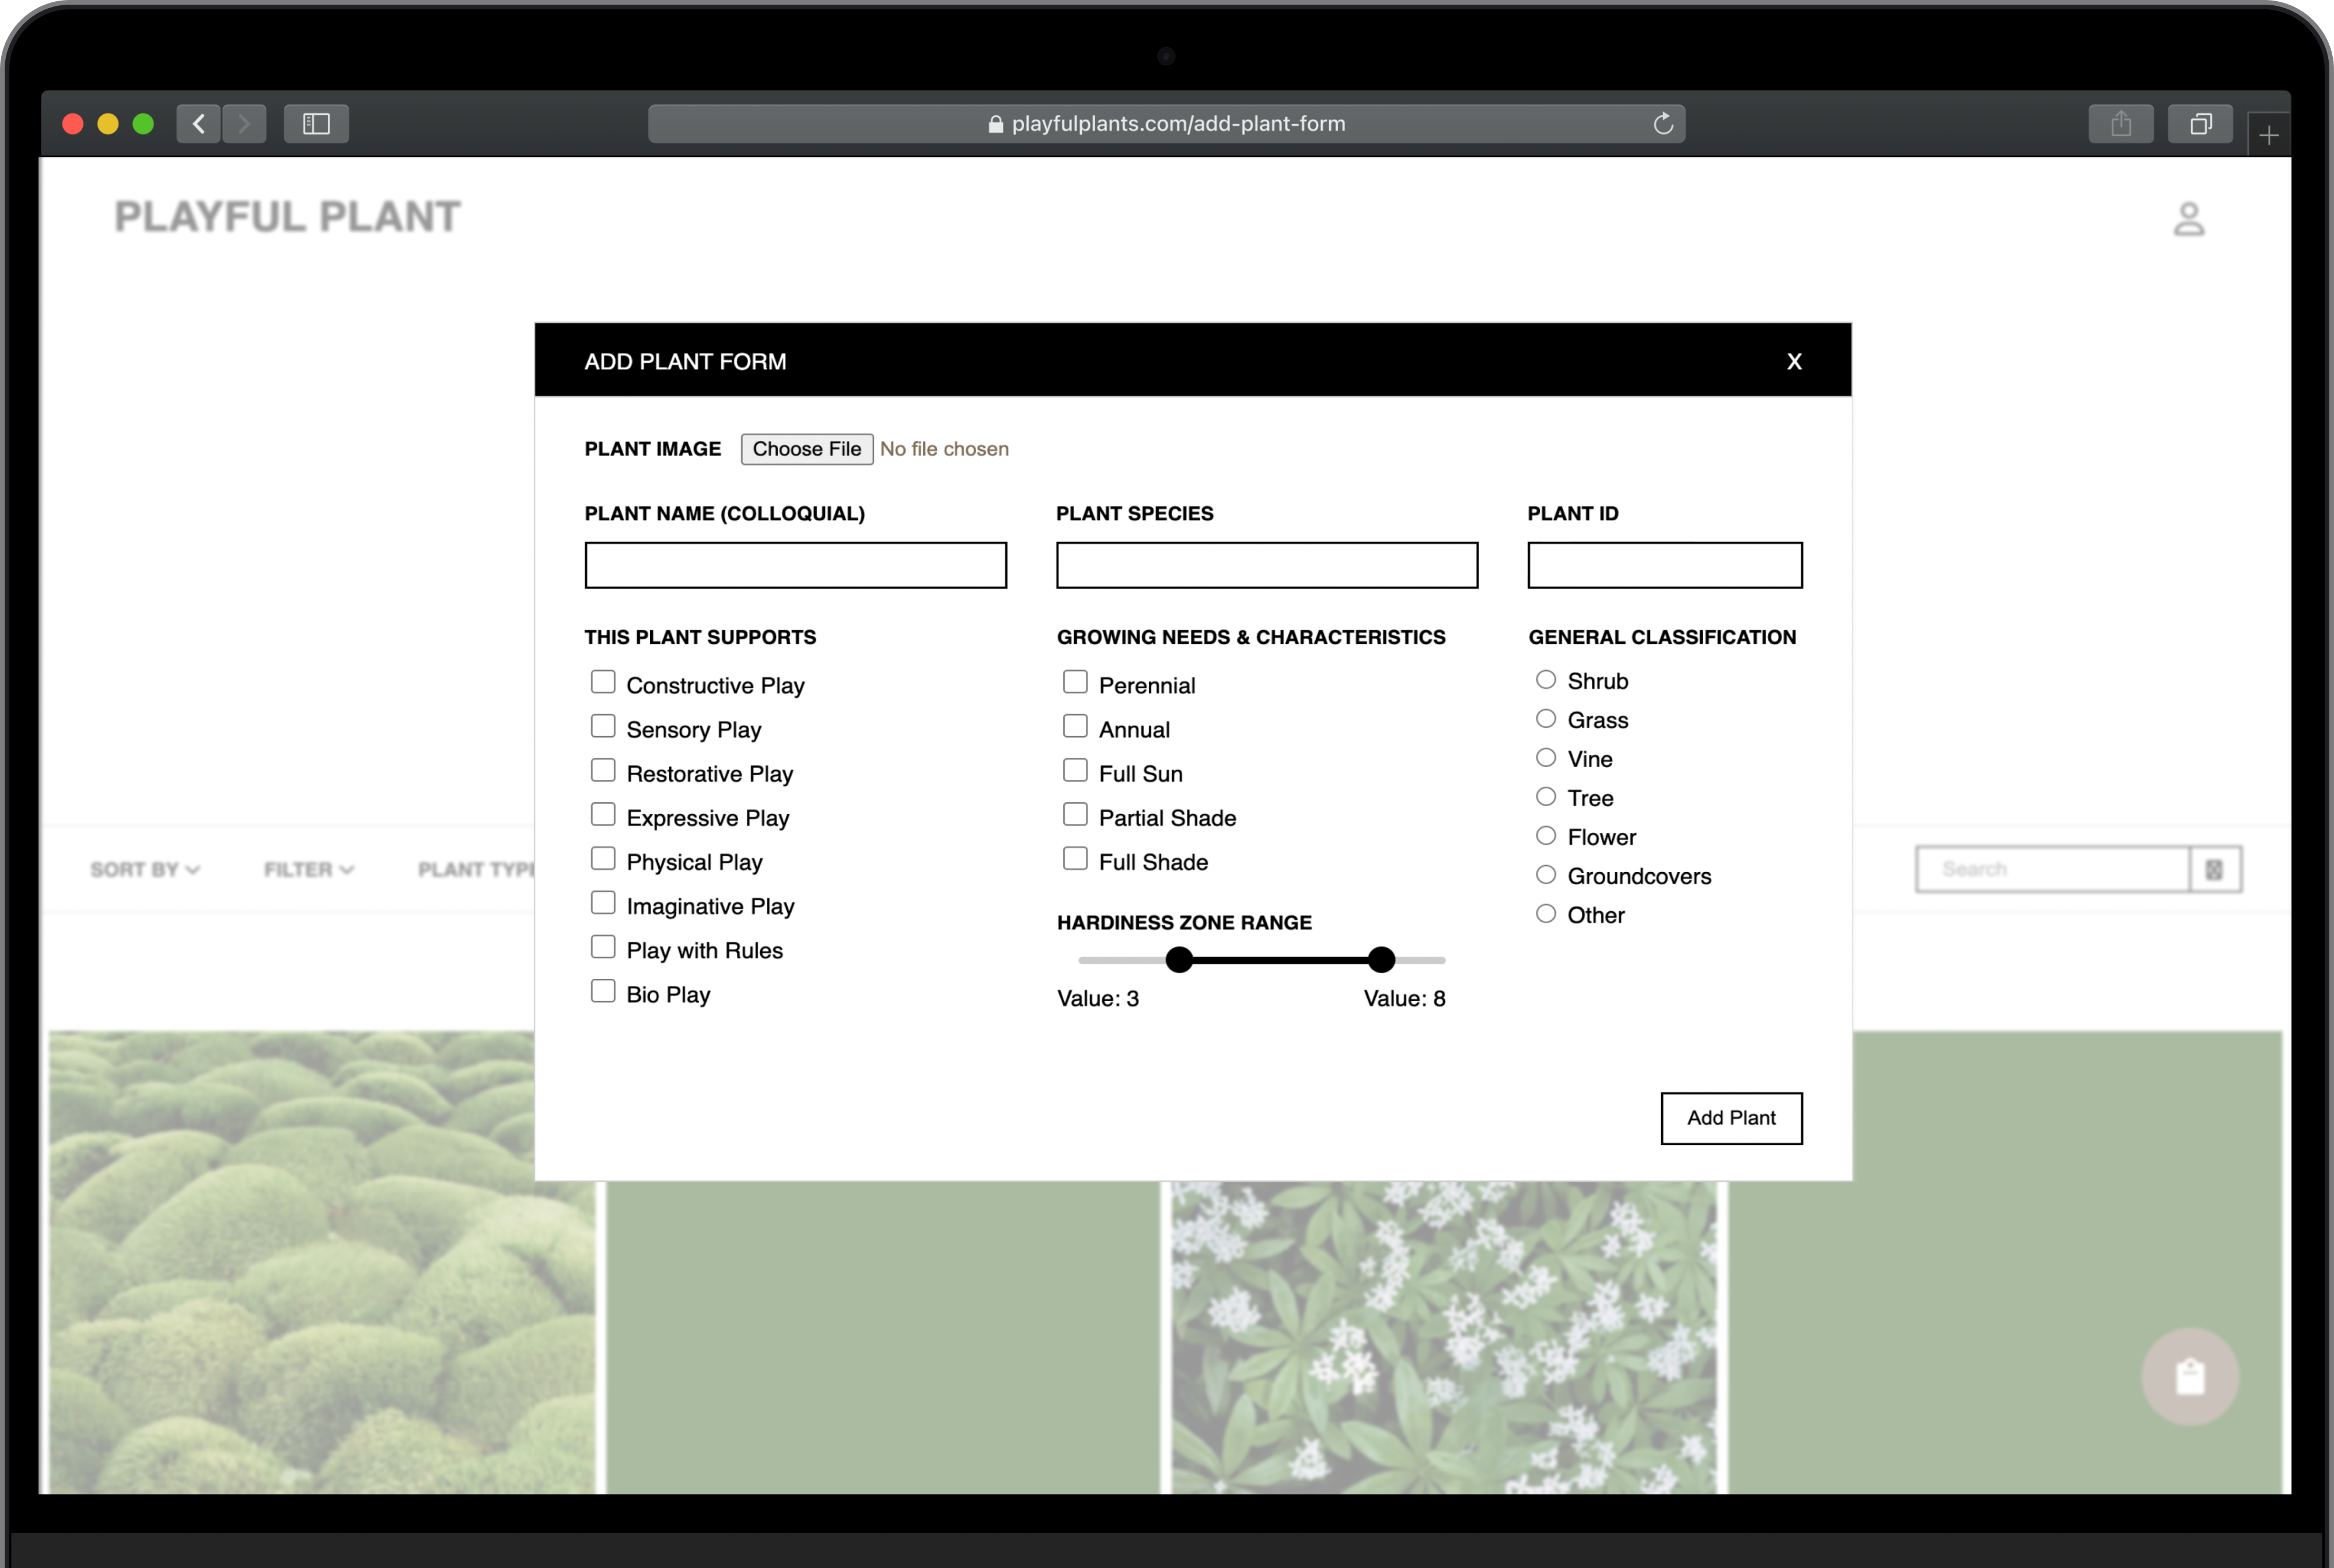 playfulplants.com/add-plant-form
PLAYFUL PLANT
ADD PLANT FORM X
PLANT IMAGE Choose File No file chosen
PLANT NAME (COLLOQUIAL) PLANT SPECIES PLANT ID
THIS PLANT SUPPORTS GROWING NEEDS & CHARACTERISTICS GENERAL CLASSIFICATION
Constructive Play
Sensory Play
Restorative Play
Expressive Play
Physical Play
Imaginative Play
Play with Rules
Bio Play
Perennial
Annual
Full Sun
Partial Shade
Full Shade
HARDINESS ZONE RANGE
Value: 3 Value: 8
Shrub
Grass
Vine
Tree
Flower
Groundcovers
Other
Add Plant
SORT BY FILTER PLANT TYPE Search